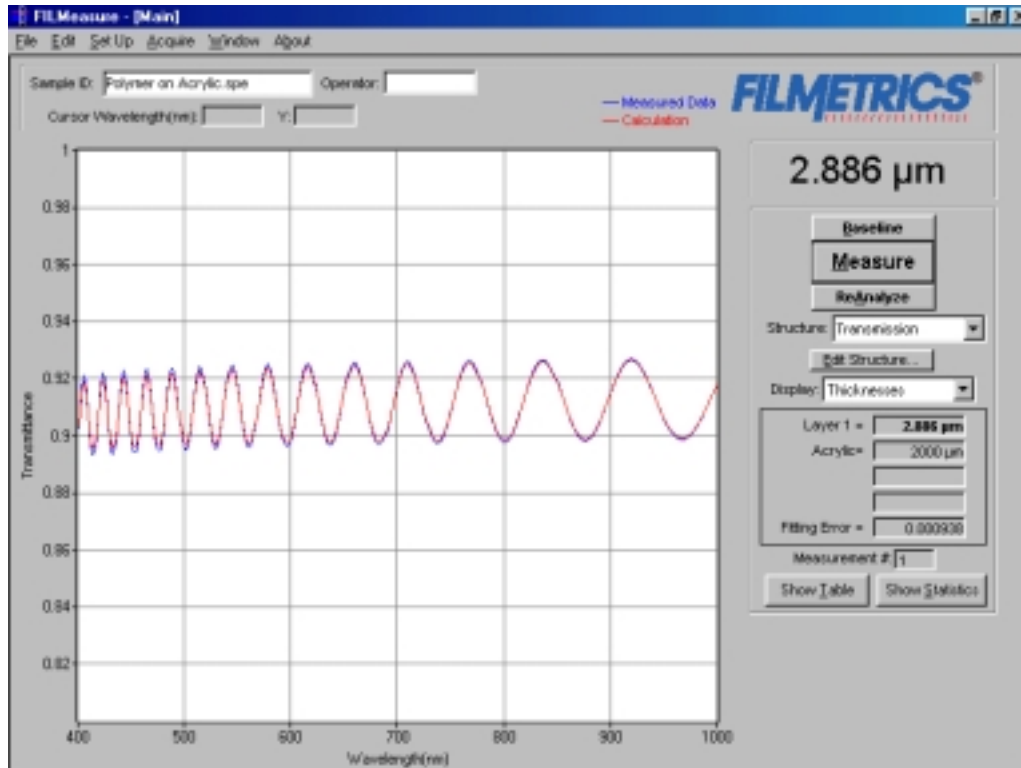 FILMeasure - [Main]
File Edit Set Up Acquire Window About
Sample ID: Polymer on Acrylic.spe Operator:
Cursor Wavelength(nm): Y:
Measured Data
Calculation
FILMETRICS®
2.886 µm
Baseline
Measure
ReAnalyze
Structure: Transmission
Edit Structure...
Display: Thicknesses
Layer 1 = 2.886 µm
Acrylic= 2000 µm
Fitting Error = 0.000938
Measurement # 1
Show Table Show Statistics
Transmittance
1
0.98
0.96
0.94
0.92
0.9
0.88
0.86
0.84
0.82
400 500 600 700 800 900 1000
Wavelength(nm)